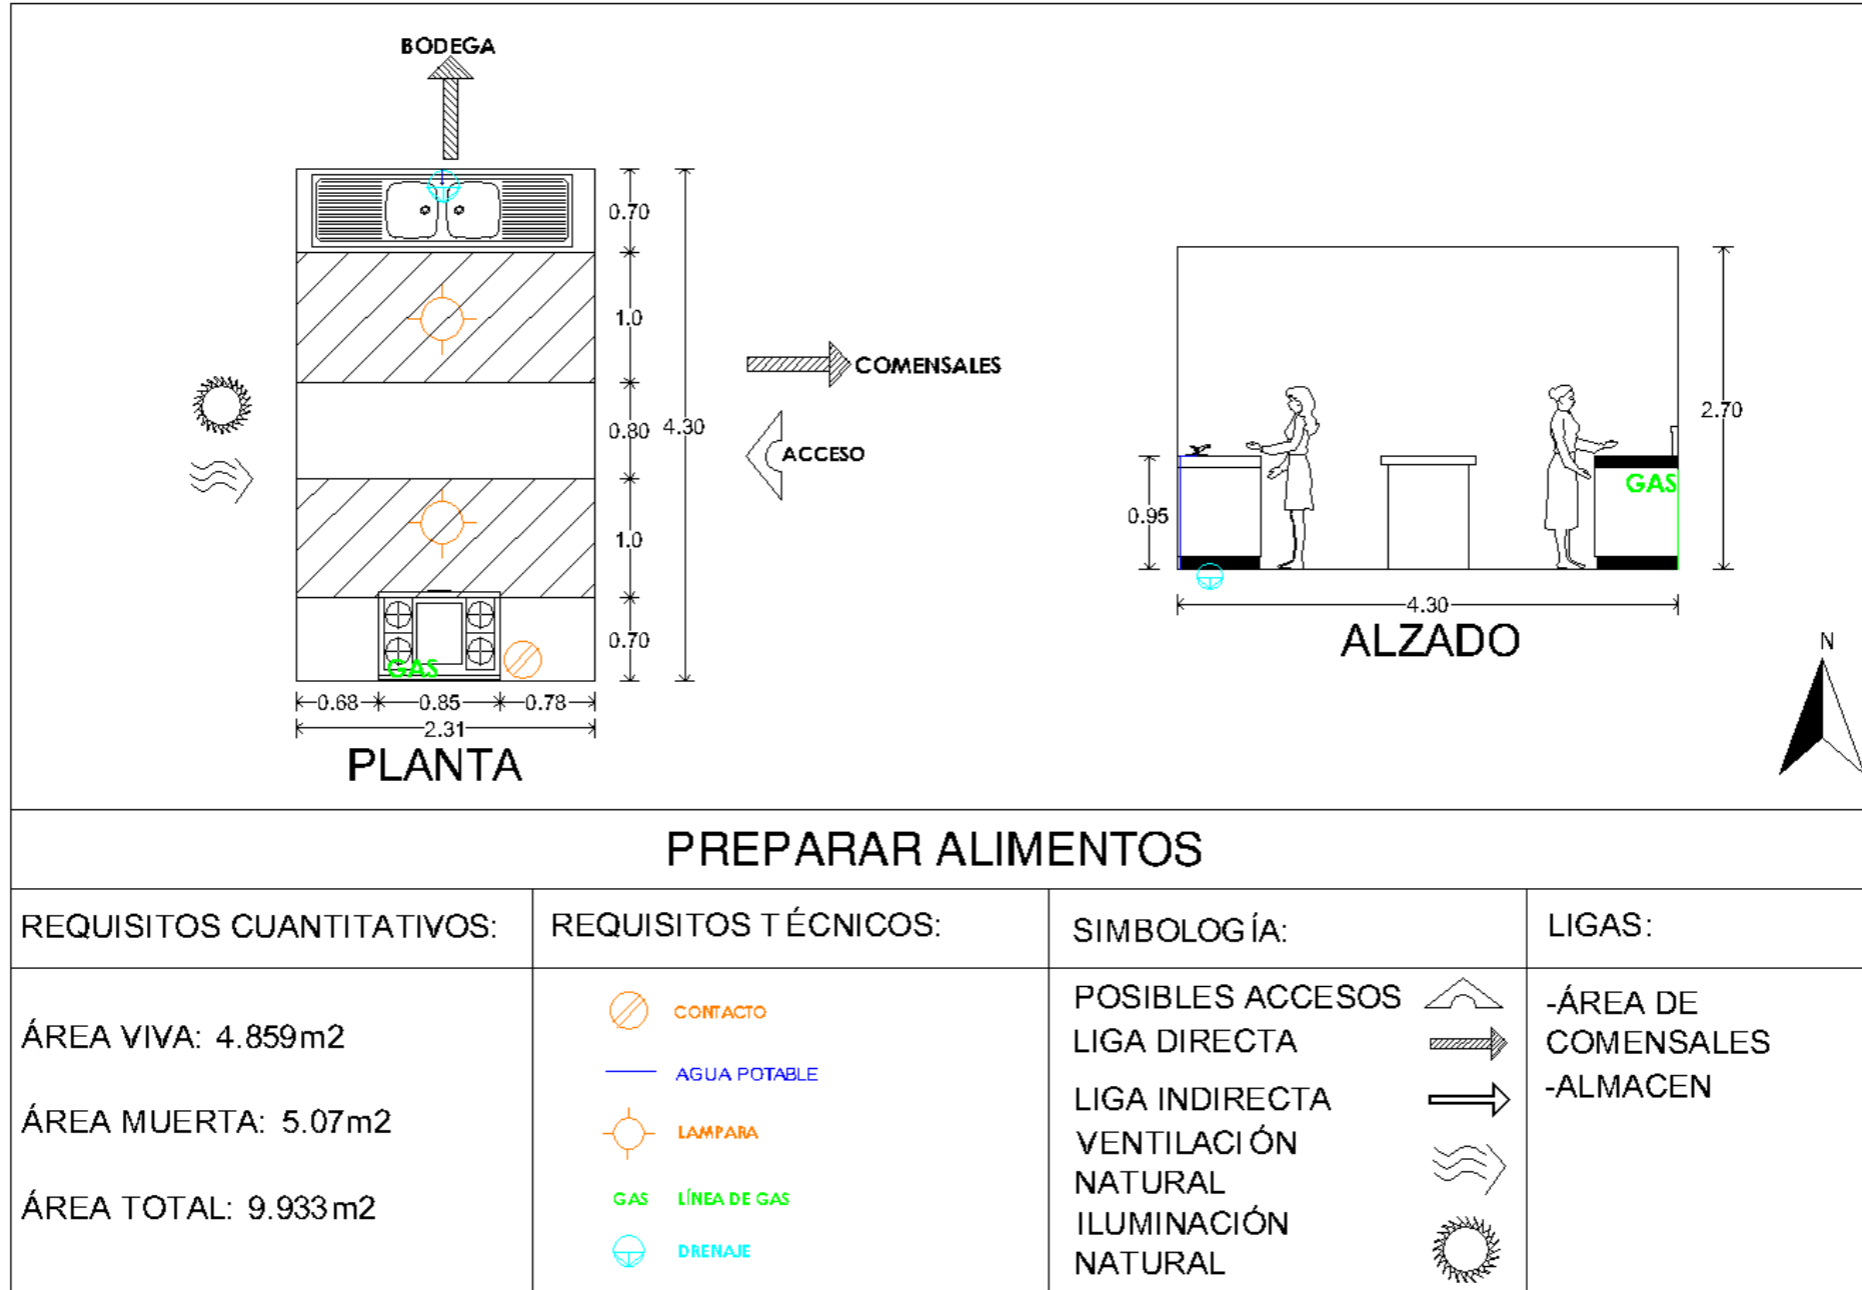 BODEGA
0.70
1.0
0.80
4.30
1.0
0.70
COMENSALES
ACCESO
GAS
0.68
0.85
0.78
2.31
PLANTA
2.70
0.95
GAS
4.30
ALZADO
N
PREPARAR ALIMENTOS
REQUISITOS CUANTITATIVOS:
ÁREA VIVA: 4.859m2
ÁREA MUERTA: 5.07m2
ÁREA TOTAL: 9.933m2
REQUISITOS TÉCNICOS:
CONTACTO
AGUA POTABLE
LAMPARA
GAS LÍNEA DE GAS
DRENAJE
SIMBOLOGÍA:
POSIBLES ACCESOS
LIGA DIRECTA
LIGA INDIRECTA
VENTILACIÓN
NATURAL
ILUMINACIÓN
NATURAL
LIGAS:
-ÁREA DE
COMENSALES
-ALMACEN